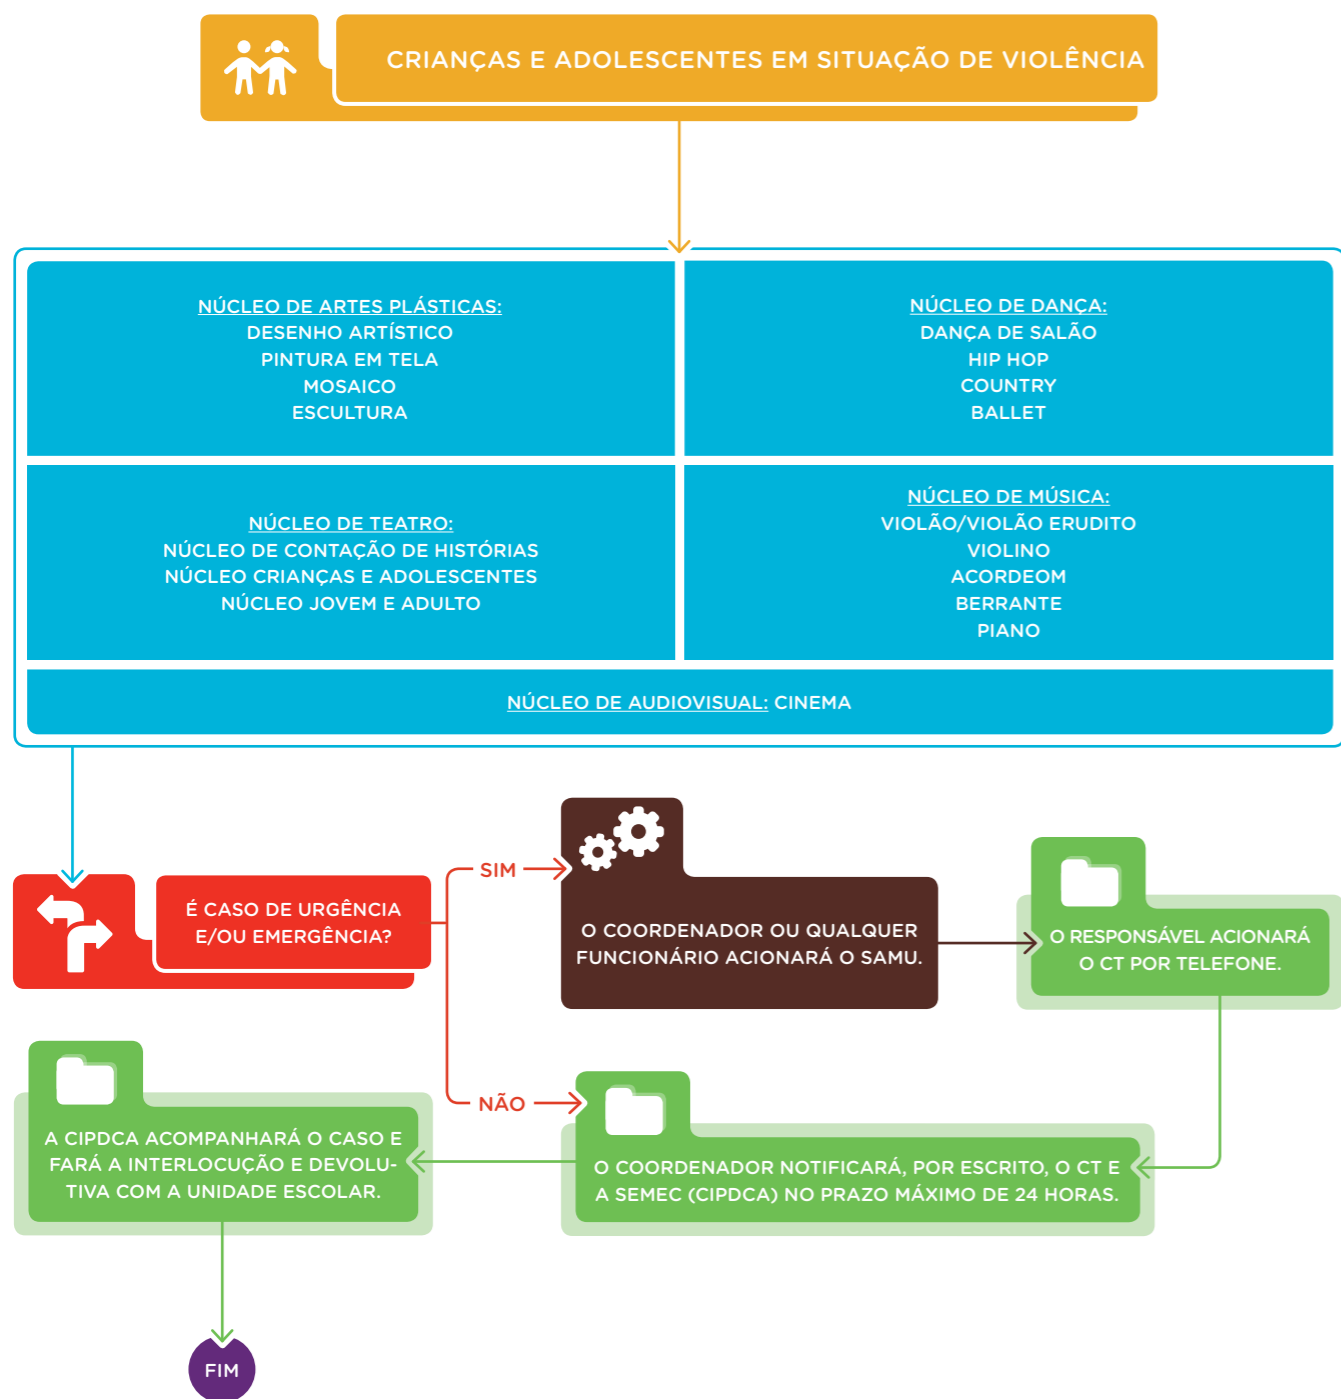 CRIANÇAS E ADOLESCENTES EM SITUAÇÃO DE VIOLÊNCIA
NÚCLEO DE ARTES PLÁSTICAS:
DESENHO ARTÍSTICO
PINTURA EM TELA
MOSAICO
ESCULTURA
NÚCLEO DE DANÇA:
DANÇA DE SALÃO
HIP HOP
COUNTRY
BALLET
NÚCLEO DE TEATRO:
NÚCLEO DE CONTAÇÃO DE HISTÓRIAS
NÚCLEO CRIANÇAS E ADOLESCENTES
NÚCLEO JOVEM E ADULTO
NÚCLEO DE MÚSICA:
VIOLÃO/VIOLÃO ERUDITO
VIOLINO
ACORDEOM
BERRANTE
PIANO
NÚCLEO DE AUDIOVISUAL: CINEMA
É CASO DE URGÊNCIA
E/OU EMERGÊNCIA?
SIM
O COORDENADOR OU QUALQUER
FUNCIONÁRIO ACIONARÁ O SAMU.
O RESPONSÁVEL ACIONARÁ
O CT POR TELEFONE.
NÃO
O COORDENADOR NOTIFICARÁ, POR ESCRITO, O CT E
A SEMEC (CIPDCA) NO PRAZO MÁXIMO DE 24 HORAS.
A CIPDCA ACOMPANHARÁ O CASO E
FARÁ A INTERLOCUÇÃO E DEVOLU-
TIVA COM A UNIDADE ESCOLAR.
FIM